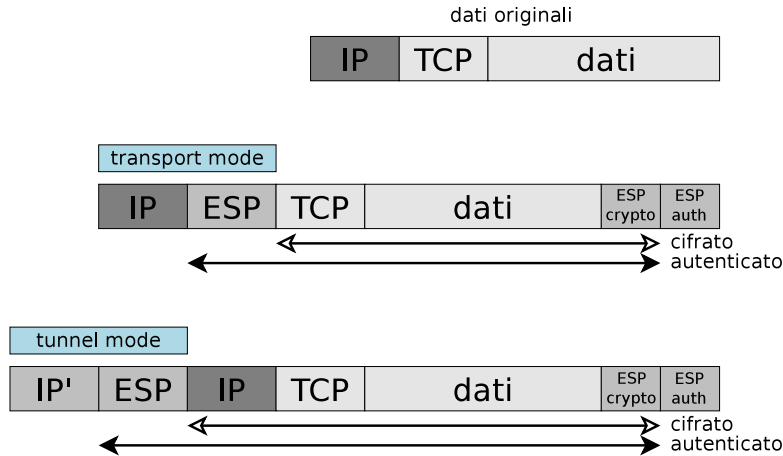 dati originali
IP TCP dati
transport mode
IP ESP TCP dati ESP crypto ESP auth
cifrato
autenticato
tunnel mode
IP' ESP IP TCP dati ESP crypto ESP auth
cifrato
autenticato